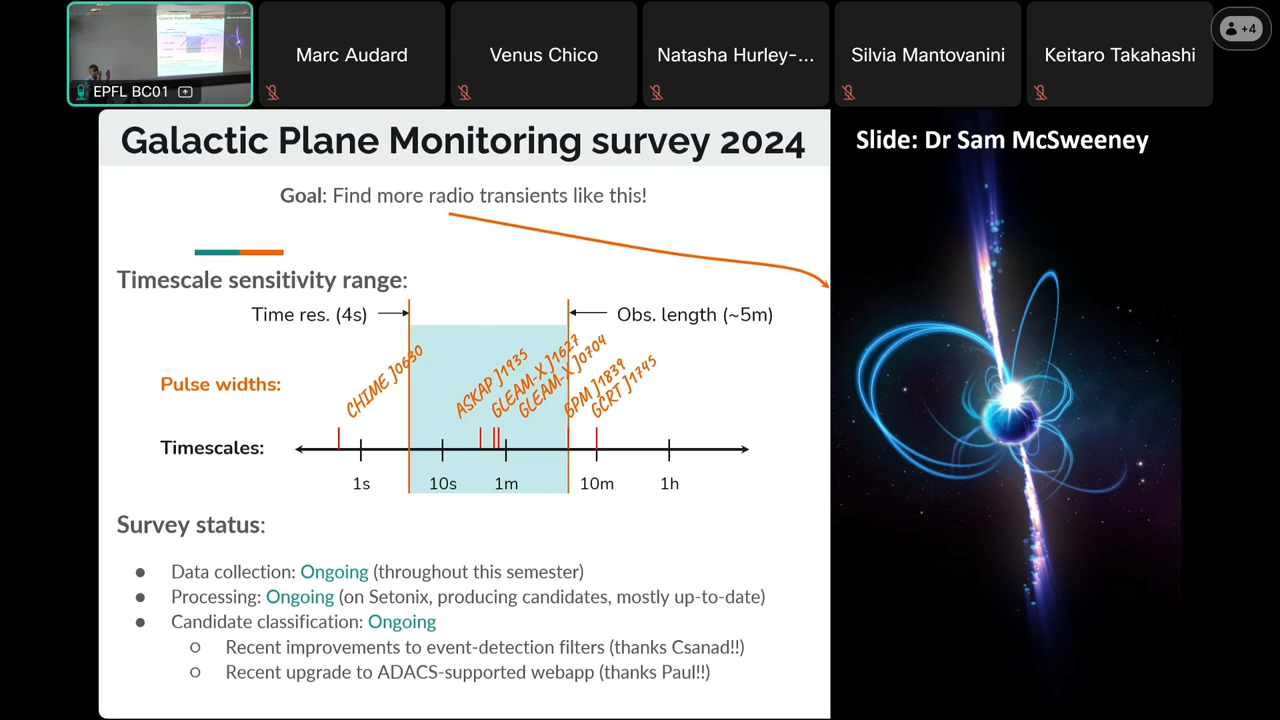 EPFL BC01
Marc Audard
Venus Chico
Natasha Hurley-...
Silvia Mantovanini
Keitaro Takahashi
+4
Galactic Plane Monitoring survey 2024
Slide: Dr Sam McSweeney
Goal: Find more radio transients like this!
Timescale sensitivity range:
Time res. (4s)
Obs. length (~5m)
Pulse widths:
CHIME J0630
ASKAP J1935
GLEAM-X J1627
GLEAM-X J0704
GPM J1839
GCRT J1745
Timescales:
1s
10s
1m
10m
1h
Survey status:
● Data collection: Ongoing (throughout this semester)
● Processing: Ongoing (on Setonix, producing candidates, mostly up-to-date)
● Candidate classification: Ongoing
○ Recent improvements to event-detection filters (thanks Csanad!!)
○ Recent upgrade to ADACS-supported webapp (thanks Paul!!)